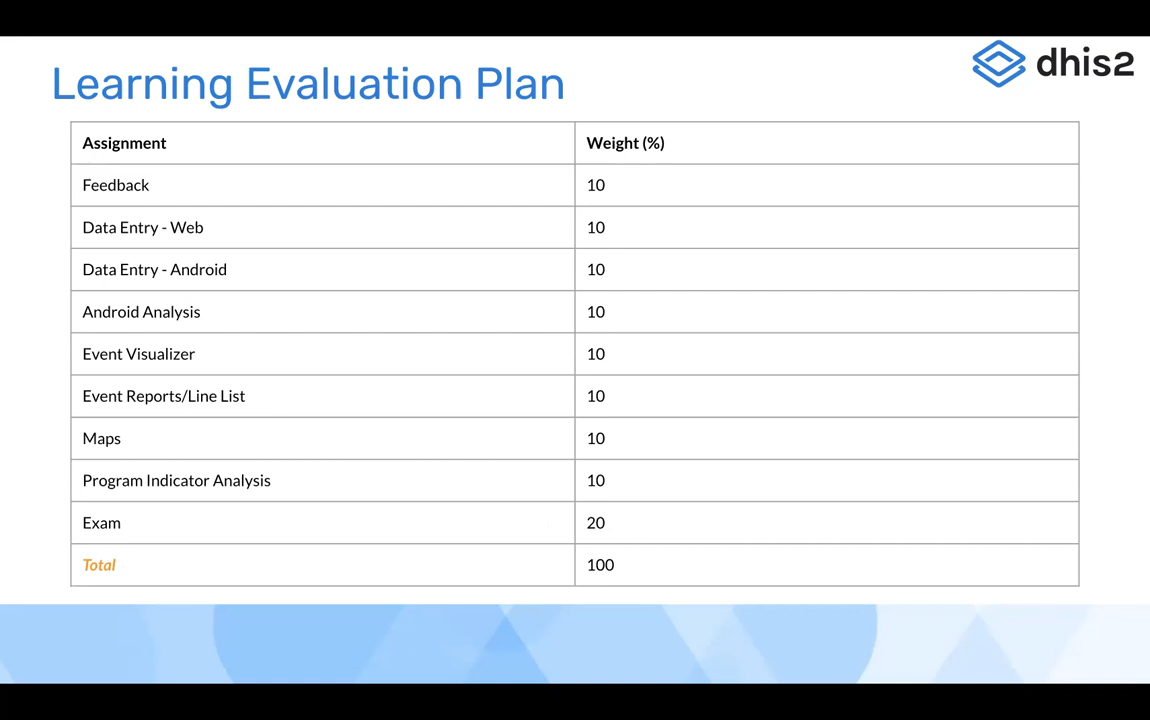 dhis2
Learning Evaluation Plan
Assignment Weight (%)
Feedback 10
Data Entry - Web 10
Data Entry - Android 10
Android Analysis 10
Event Visualizer 10
Event Reports/Line List 10
Maps 10
Program Indicator Analysis 10
Exam 20
Total 100